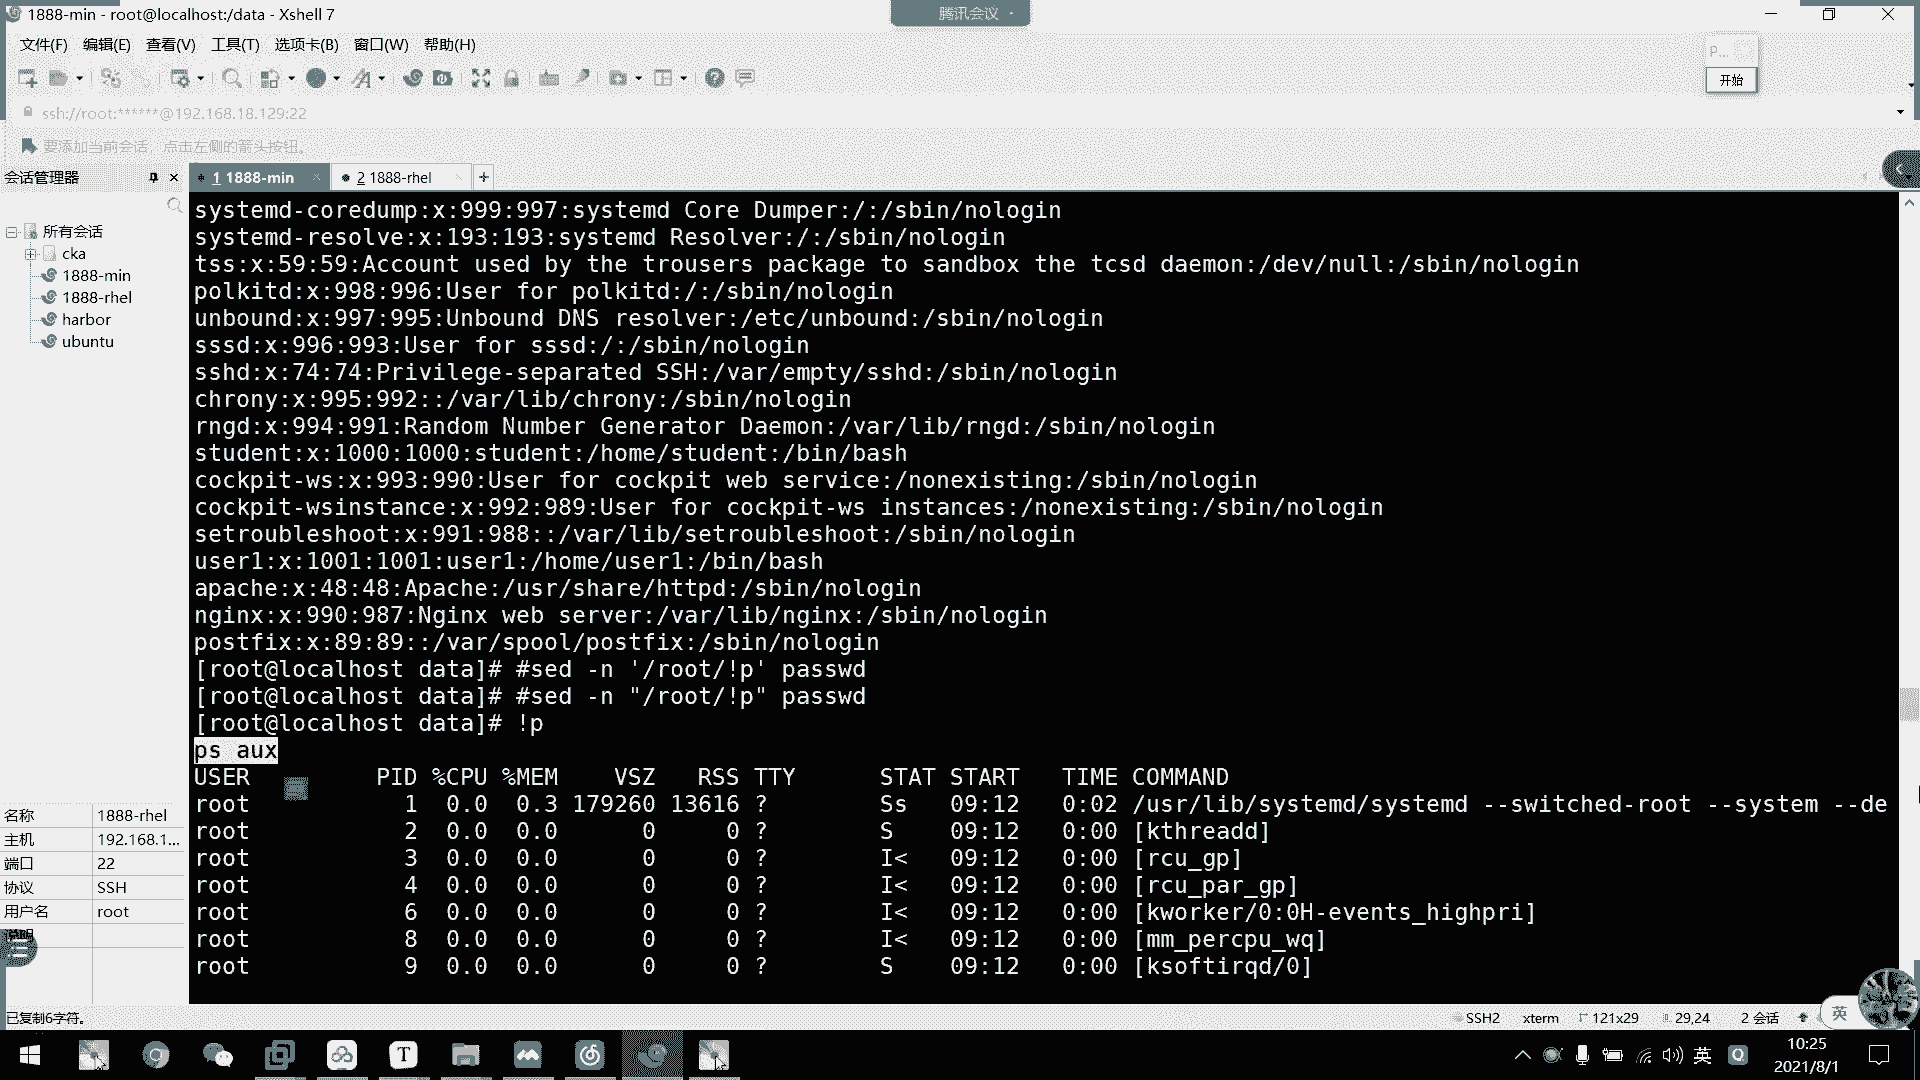 1888-min - root@localhost:/data - Xshell 7
腾讯会议
文件(F) 编辑(E) 查看(V) 工具(T) 选项卡(B) 窗口(W) 帮助(H)
P...
开始
ssh://root:******@192.168.18.129:22
要添加当前会话，点击左侧的箭头按钮。
会话管理器
1 1888-min
2 1888-rhel
所有会话
cka
1888-min
1888-rhel
harbor
ubuntu
systemd-coredump:x:999:997:systemd Core Dumper:/:/sbin/nologin
systemd-resolve:x:193:193:systemd Resolver:/:/sbin/nologin
tss:x:59:59:Account used by the trousers package to sandbox the tcsd daemon:/dev/null:/sbin/nologin
polkitd:x:998:996:User for polkitd:/:/sbin/nologin
unbound:x:997:995:Unbound DNS resolver:/etc/unbound:/sbin/nologin
sssd:x:996:993:User for sssd:/:/sbin/nologin
sshd:x:74:74:Privilege-separated SSH:/var/empty/sshd:/sbin/nologin
chrony:x:995:992::/var/lib/chrony:/sbin/nologin
rngd:x:994:991:Random Number Generator Daemon:/var/lib/rngd:/sbin/nologin
student:x:1000:1000:student:/home/student:/bin/bash
cockpit-ws:x:993:990:User for cockpit web service:/nonexisting:/sbin/nologin
cockpit-wsinstance:x:992:989:User for cockpit-ws instances:/nonexisting:/sbin/nologin
setroubleshoot:x:991:988::/var/lib/setroubleshoot:/sbin/nologin
user1:x:1001:1001:user1:/home/user1:/bin/bash
apache:x:48:48:Apache:/usr/share/httpd:/sbin/nologin
nginx:x:990:987:Nginx web server:/var/lib/nginx:/sbin/nologin
postfix:x:89:89::/var/spool/postfix:/sbin/nologin
[root@localhost data]# #sed -n '/root/!p' passwd
[root@localhost data]# #sed -n "/root/!p" passwd
[root@localhost data]# !p
ps aux
USER PID %CPU %MEM VSZ RSS TTY STAT START TIME COMMAND
root 1 0.0 0.3 179260 13616 ? Ss 09:12 0:02 /usr/lib/systemd/systemd --switched-root --system --de
root 2 0.0 0.0 0 0 ? S 09:12 0:00 [kthreadd]
root 3 0.0 0.0 0 0 ? I< 09:12 0:00 [rcu_gp]
root 4 0.0 0.0 0 0 ? I< 09:12 0:00 [rcu_par_gp]
root 6 0.0 0.0 0 0 ? I< 09:12 0:00 [kworker/0:0H-events_highpri]
root 8 0.0 0.0 0 0 ? I< 09:12 0:00 [mm_percpu_wq]
root 9 0.0 0.0 0 0 ? S 09:12 0:00 [ksoftirqd/0]
名称 1888-rhel
主机 192.168.1...
端口 22
协议 SSH
用户名 root
说明
已复制6字符。
SSH2 xterm 121x29 29,24 2 会话
英
英
10:25
2021/8/1